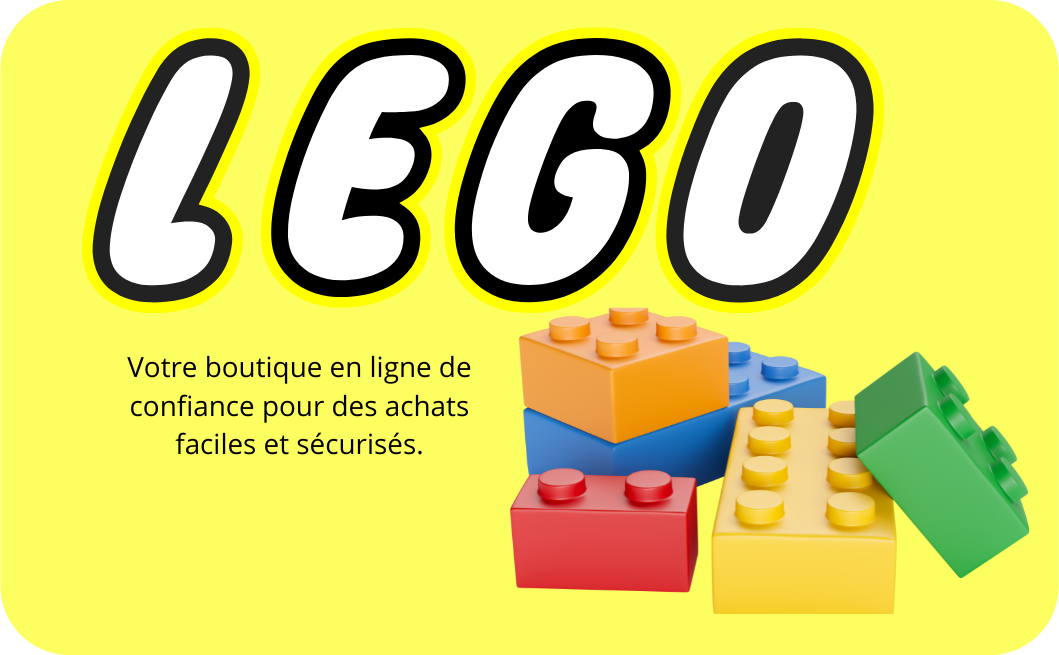 LEGO
Votre boutique en ligne de
confiance pour des achats
faciles et sécurisés.